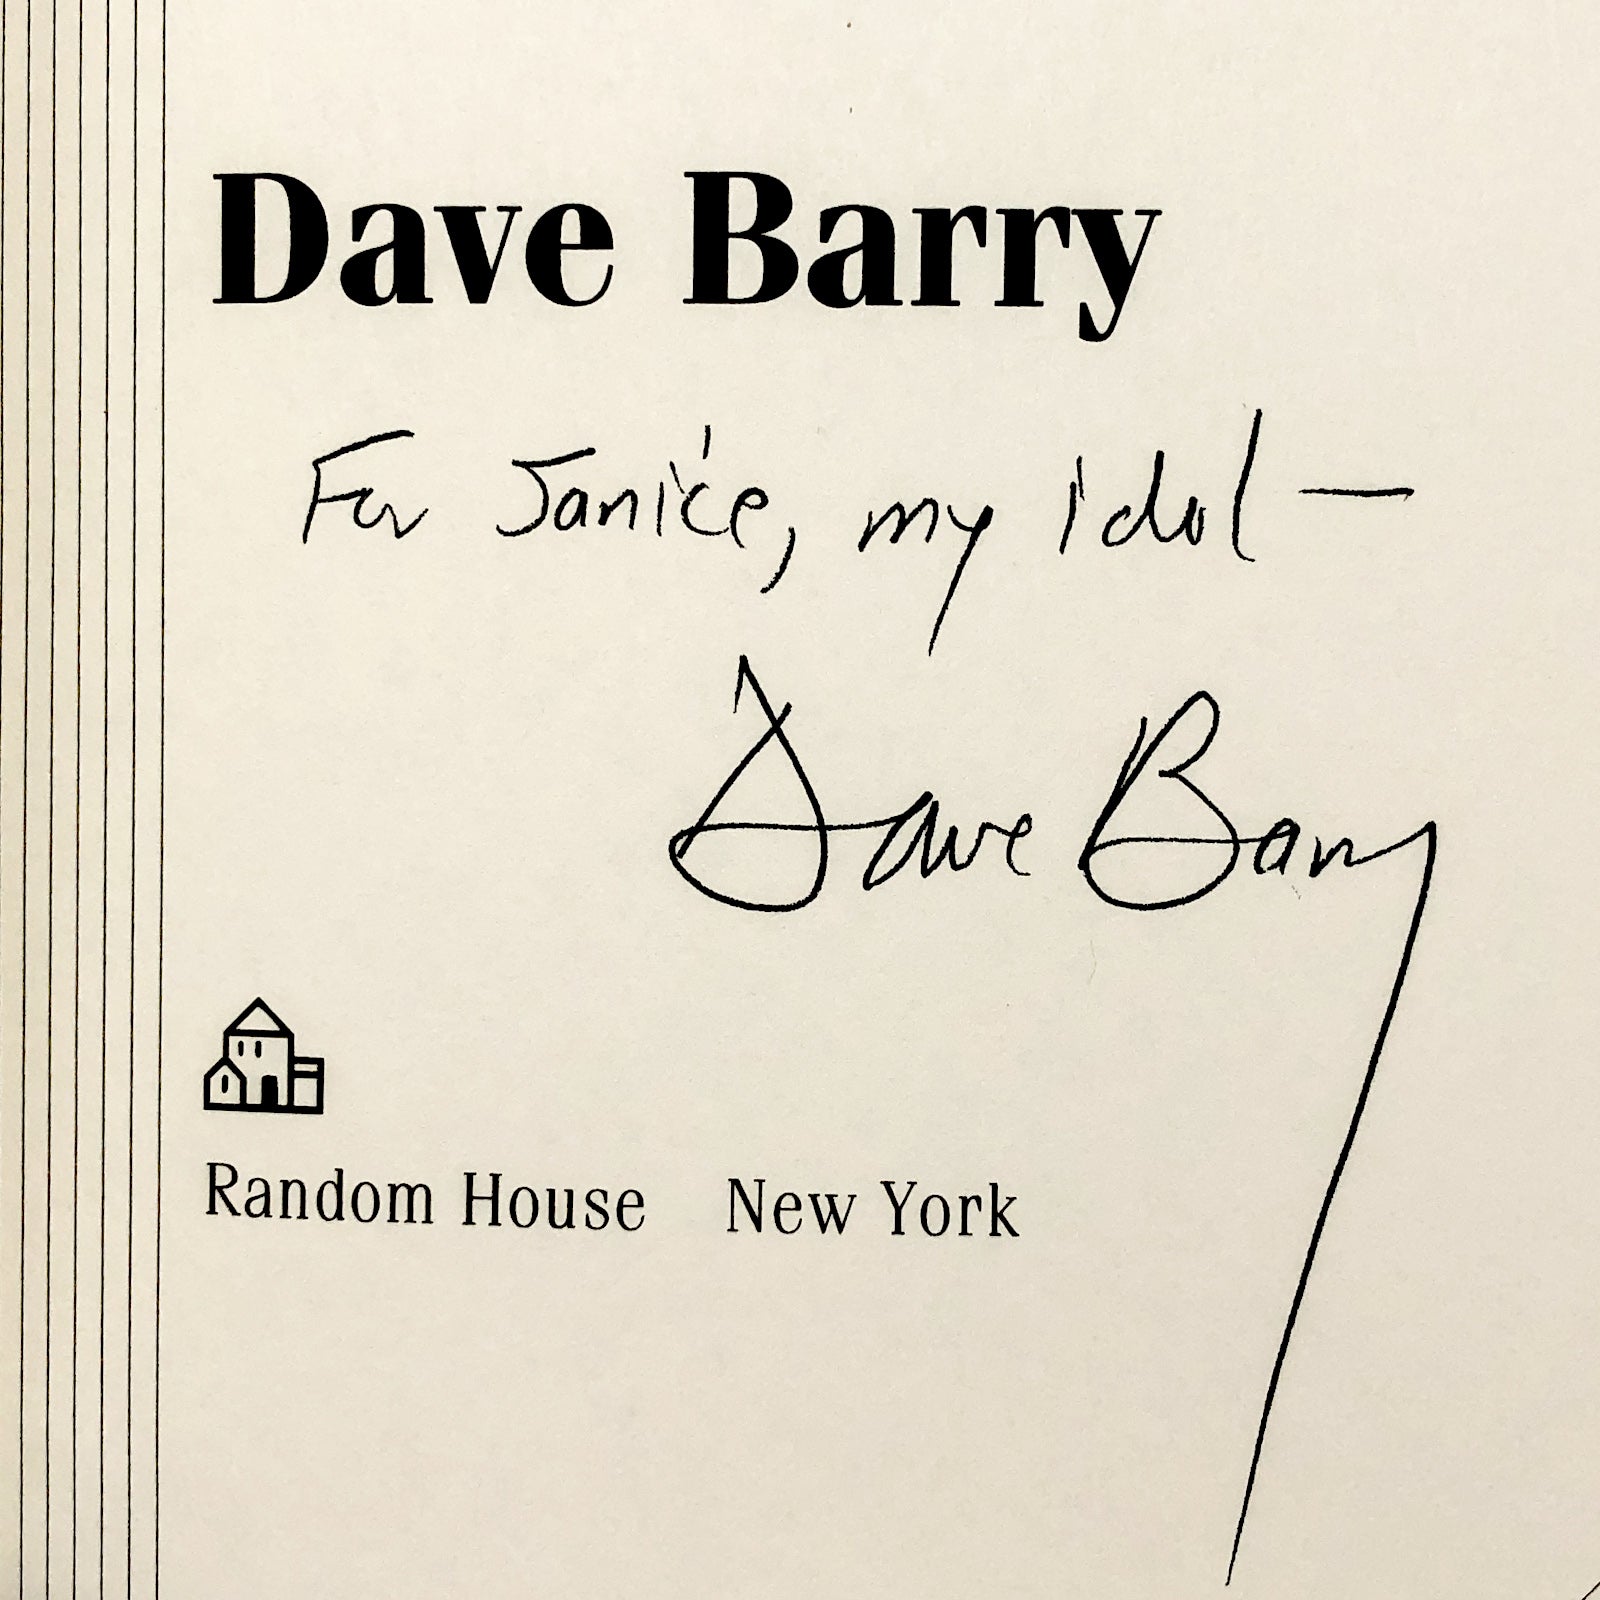 Dave Barry
For Janice, my idol —
Dave Barry
Random House New York